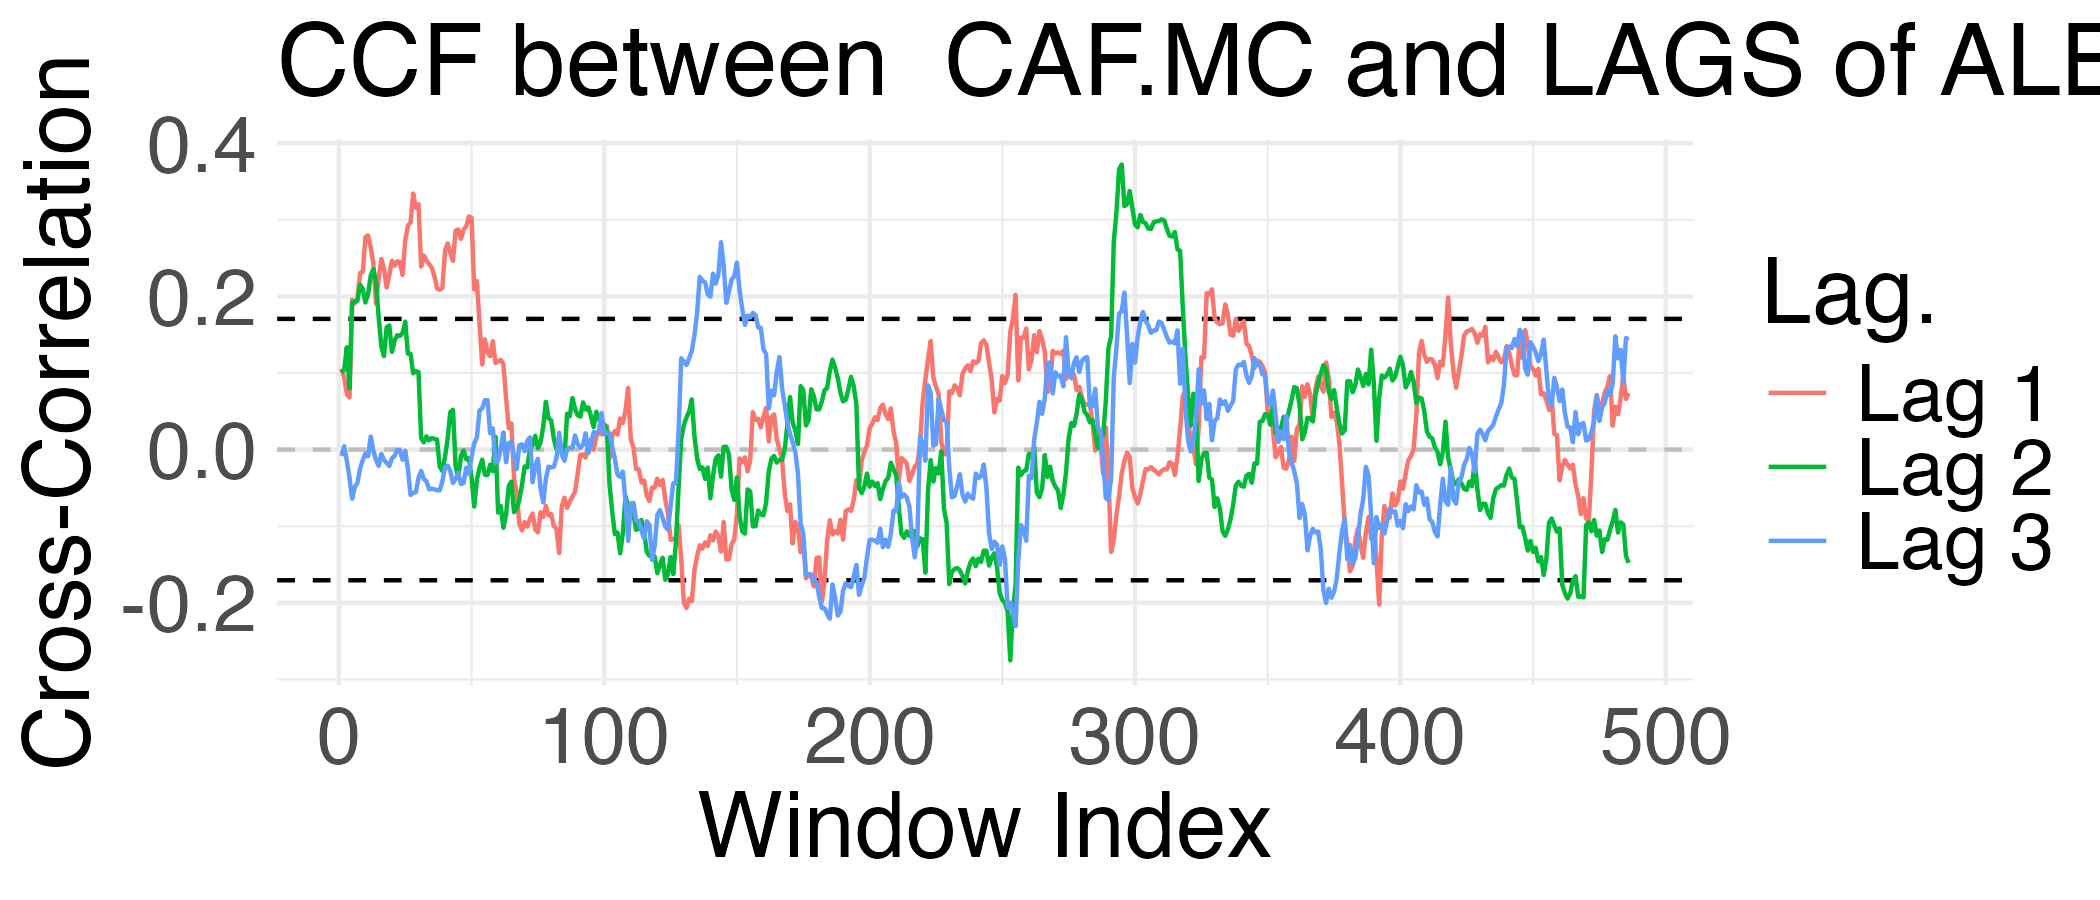 CCF between  CAF.MC and LAGS of ALE
Cross-Correlation
0.4
0.2
0.0
-0.2
0
100
200
300
400
500
Window Index
Lag.
Lag 1
Lag 2
Lag 3